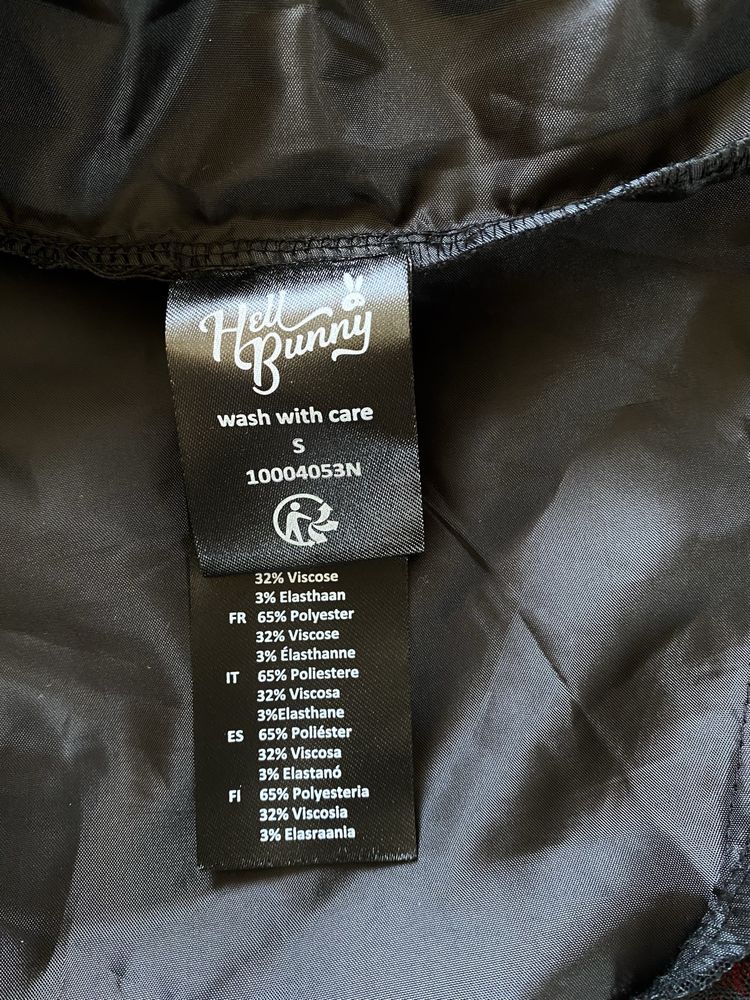 Hell
Bunny
wash with care
S
10004053N
32% Viscose
3% Elasthaan
FR 65% Polyester
32% Viscose
3% Élasthanne
IT 65% Poliestere
32% Viscosa
3%Elasthane
ES 65% Poliéster
32% Viscosa
3% Elastanó
FI 65% Polyesteria
32% Viscosia
3% Elasraania